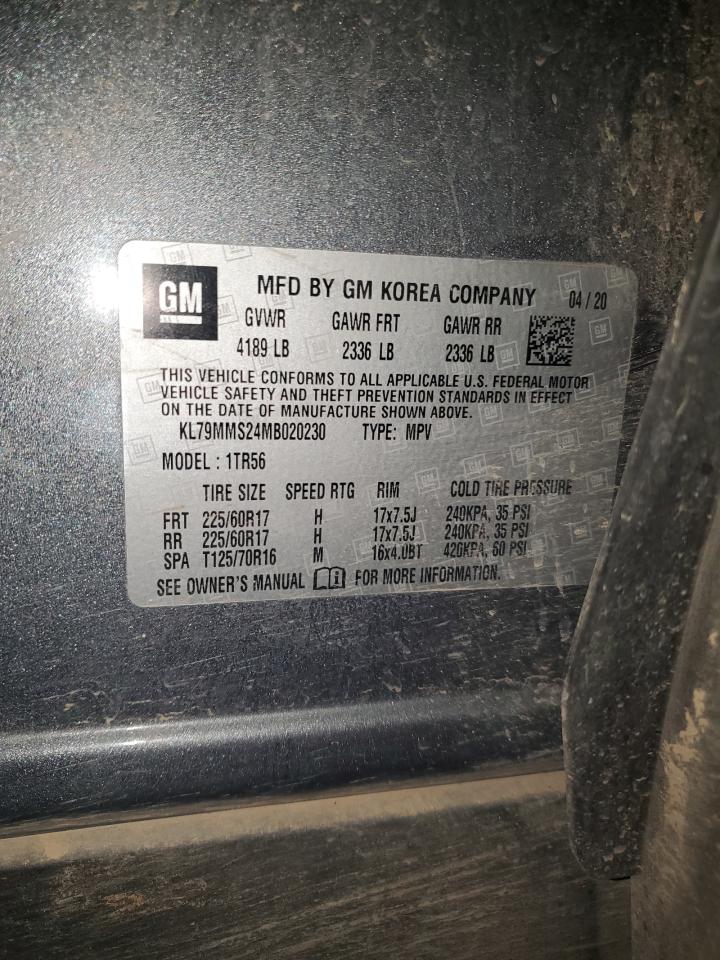 GM
MFD BY GM KOREA COMPANY 04 / 20
GVWR GAWR FRT GAWR RR
4189 LB 2336 LB 2336 LB
THIS VEHICLE CONFORMS TO ALL APPLICABLE U.S. FEDERAL MOTOR
VEHICLE SAFETY AND THEFT PREVENTION STANDARDS IN EFFECT
ON THE DATE OF MANUFACTURE SHOWN ABOVE.
KL79MMS24MB020230 TYPE: MPV
MODEL : 1TR56
TIRE SIZE SPEED RTG RIM COLD TIRE PRESSURE
FRT 225/60R17 H 17x7.5J 240KPA, 35 PSI
RR 225/60R17 H 17x7.5J 240KPA, 35 PSI
SPA T125/70R16 M 16x4.0BT 420KPA, 60 PSI
SEE OWNER'S MANUAL FOR MORE INFORMATION.